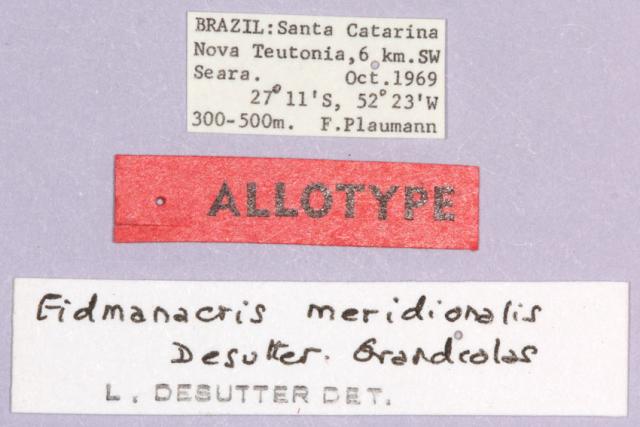 BRAZIL:Santa Catarina
Nova Teutonia,6 km.SW
Seara. Oct.1969
27°11'S, 52°23'W
300-500m. F.Plaumann
ALLOTYPE
Eidmanacris meridionalis
Desutter. Grandcolas
L. DESUTTER DET.